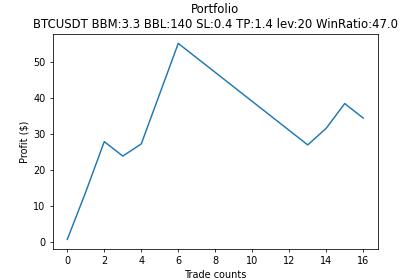 Portfolio
BTCUSDT BBM:3.3 BBL:140 SL:0.4 TP:1.4 lev:20 WinRatio:47.0
Profit ($)
50
40
30
20
10
0
0 2 4 6 8 10 12 14 16
Trade counts